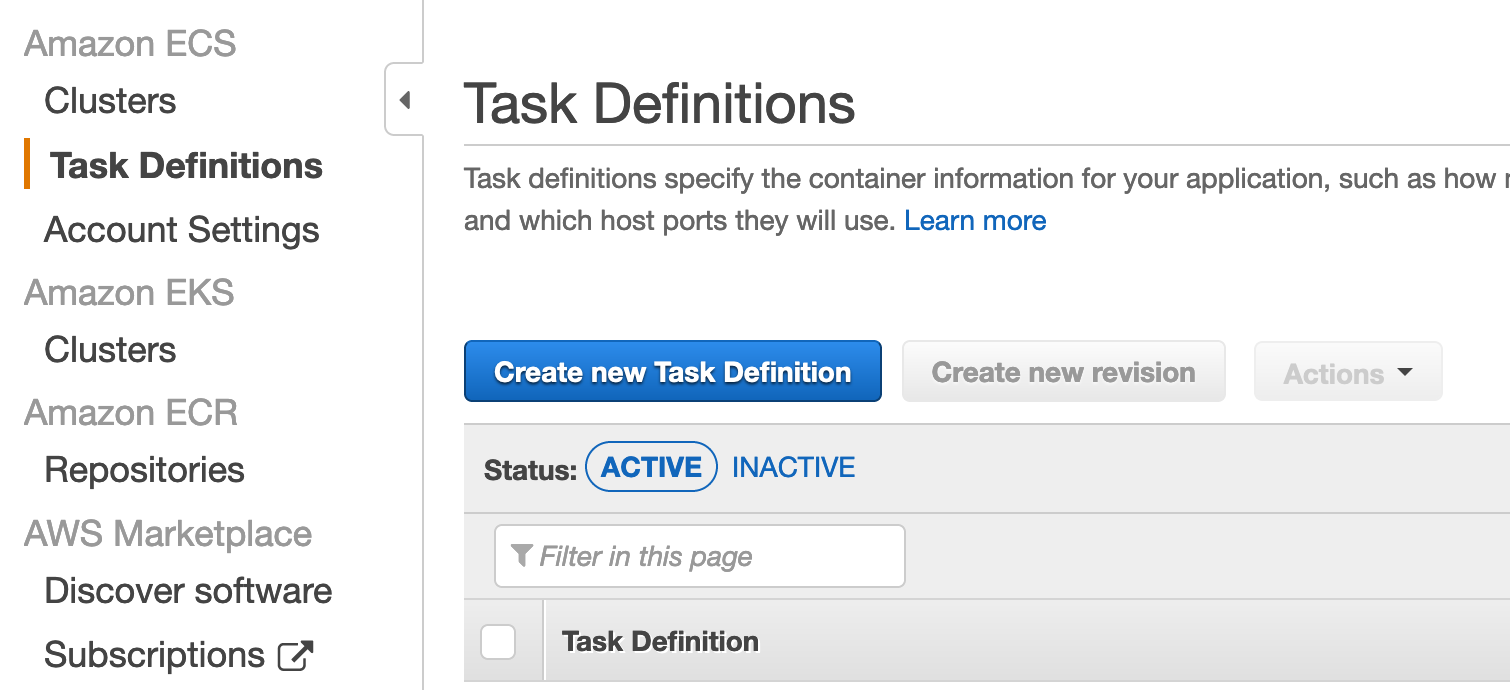 Amazon ECS
Clusters
Task Definitions
Account Settings
Amazon EKS
Clusters
Amazon ECR
Repositories
AWS Marketplace
Discover software
Subscriptions
Task Definitions
Task definitions specify the container information for your application, such as how
and which host ports they will use. Learn more
Create new Task Definition
Create new revision
Actions
Status: ACTIVE INACTIVE
Filter in this page
Task Definition